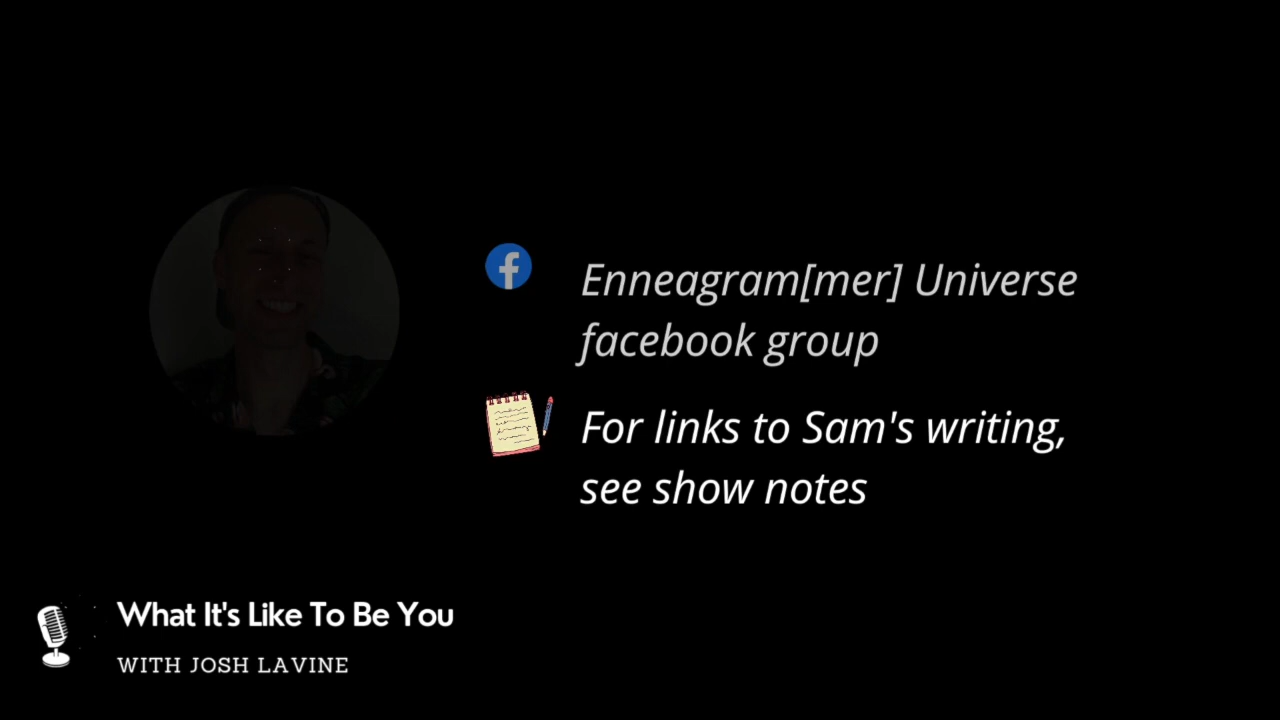 Enneagram[mer] Universe
facebook group
For links to Sam's writing,
see show notes
What It's Like To Be You
WITH JOSH LAVINE